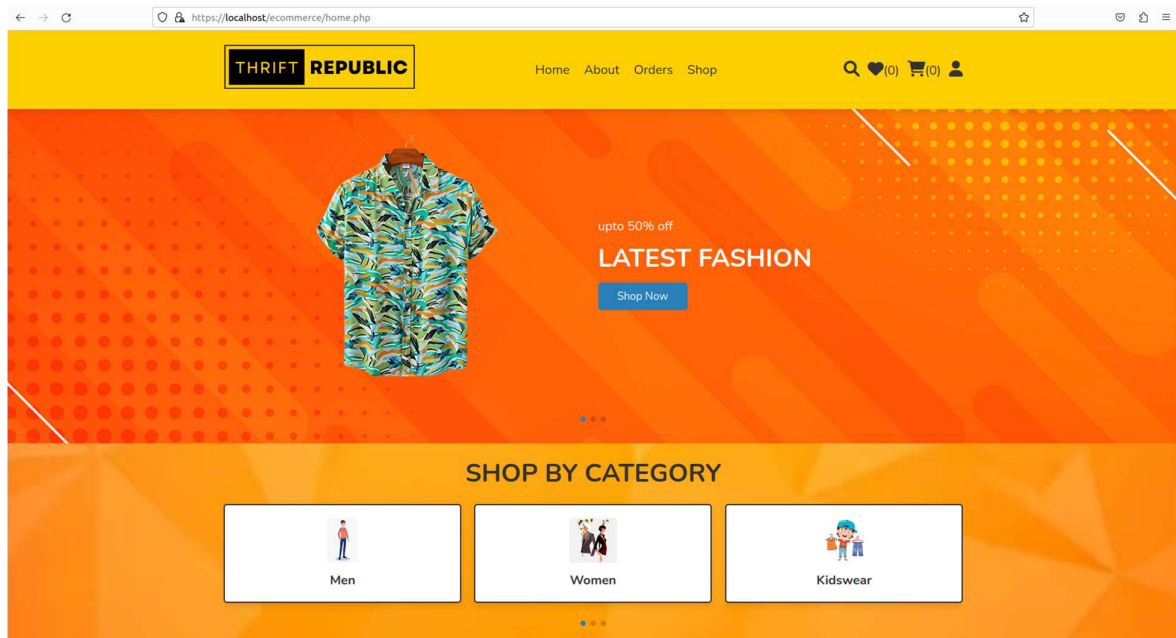 https://localhost/ecommerce/home.php
THRIFT REPUBLIC
Home About Orders Shop
(0) (0)
upto 50% off
LATEST FASHION
Shop Now
SHOP BY CATEGORY
Men Women Kidswear